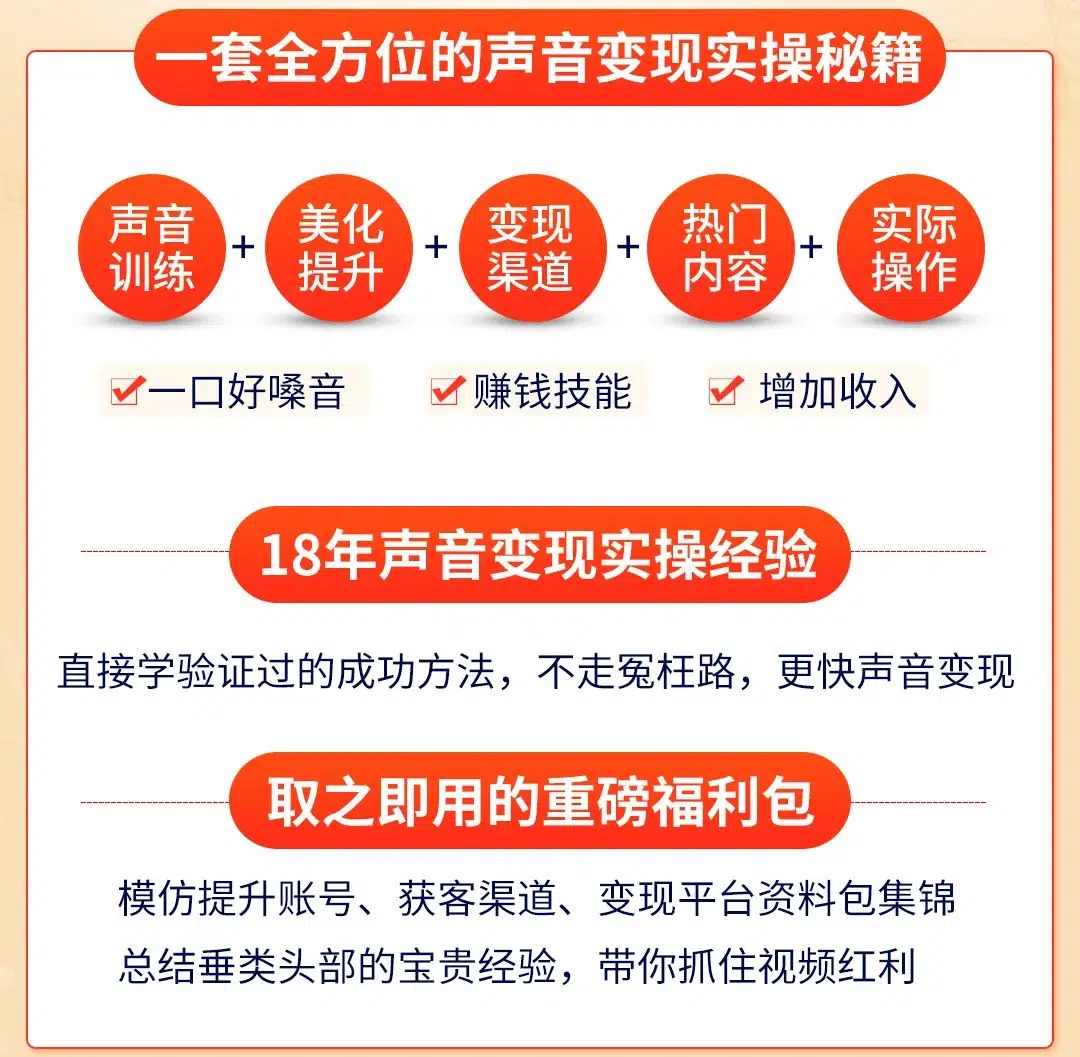 一套全方位的声音变现实操秘籍
声音训练 + 美化提升 + 变现渠道 + 热门内容 + 实际操作
一口好嗓音 赚钱技能 增加收入
18年声音变现实操经验
直接学验证过的成功方法，不走冤枉路，更快声音变现
取之即用的重磅福利包
模仿提升账号、获客渠道、变现平台资料包集锦
总结垂类头部的宝贵经验，带你抓住视频红利